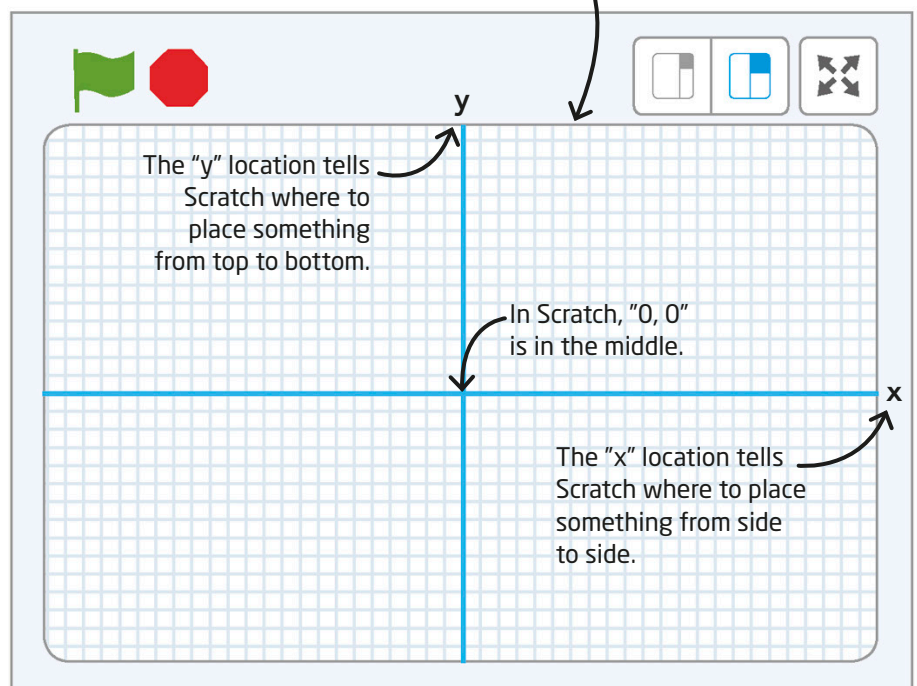 y
The “y” location tells
Scratch where to
place something
from top to bottom.
In Scratch, “0, 0”
is in the middle.
x
The “x” location tells
Scratch where to place
something from side
to side.